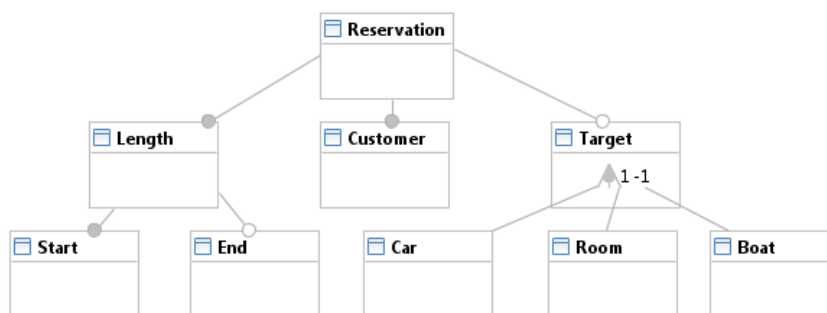 Reservation
Length
Customer
Target
1 -1
Start
End
Car
Room
Boat